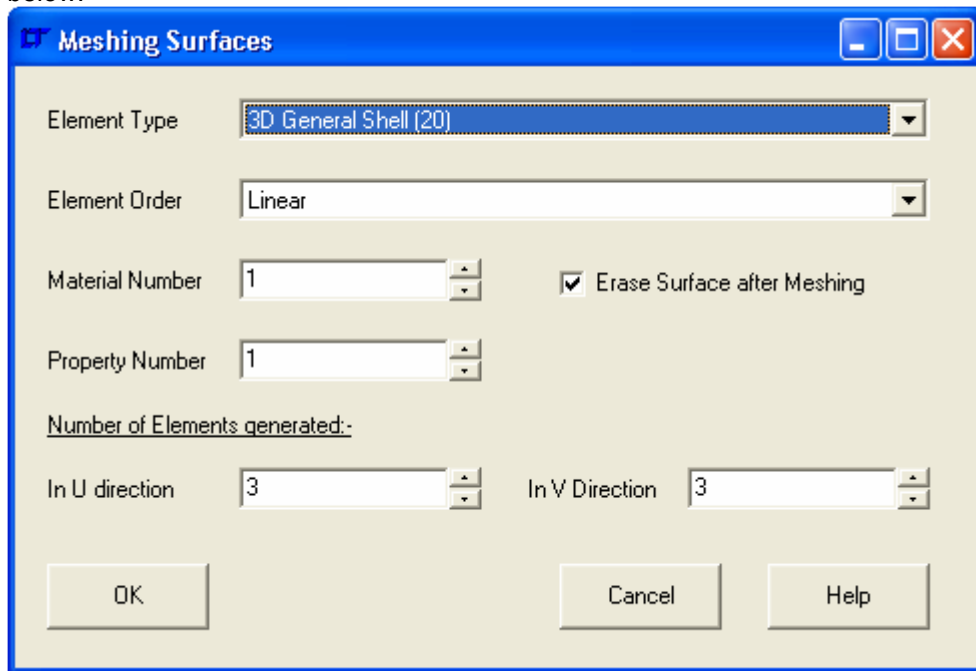 below.
Meshing Surfaces
Element Type 3D General Shell (20)
Element Order Linear
Material Number 1 Erase Surface after Meshing
Property Number 1
Number of Elements generated:-
In U direction 3 In V Direction 3
OK Cancel Help